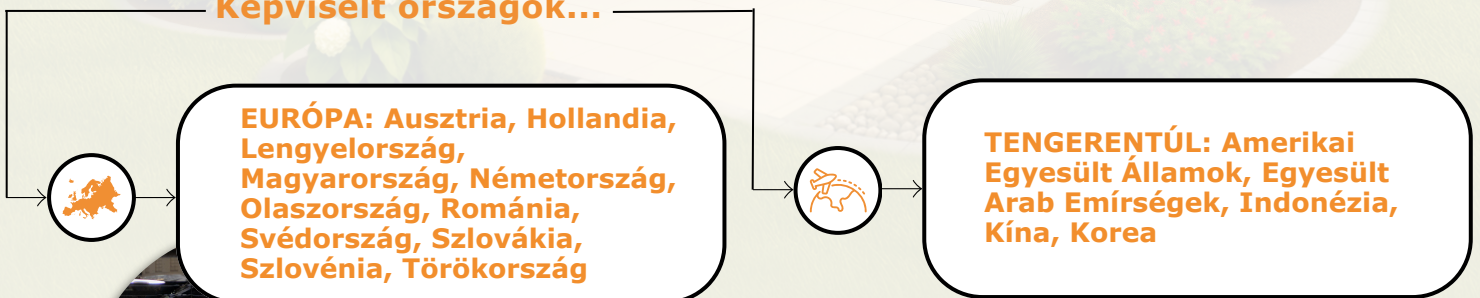 Képviselt országok...
EURÓPA: Ausztria, Hollandia,
Lengyelország,
Magyarország, Németország,
Olaszország, Románia,
Svédország, Szlovákia,
Szlovénia, Törökország
TENGERENTÚL: Amerikai
Egyesült Államok, Egyesült
Arab Emírségek, Indonézia,
Kína, Korea